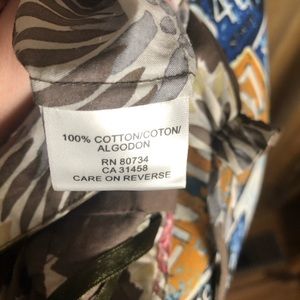 100% COTTON/COTON/
ALGODON
RN 80734
CA 31458
CARE ON REVERSE